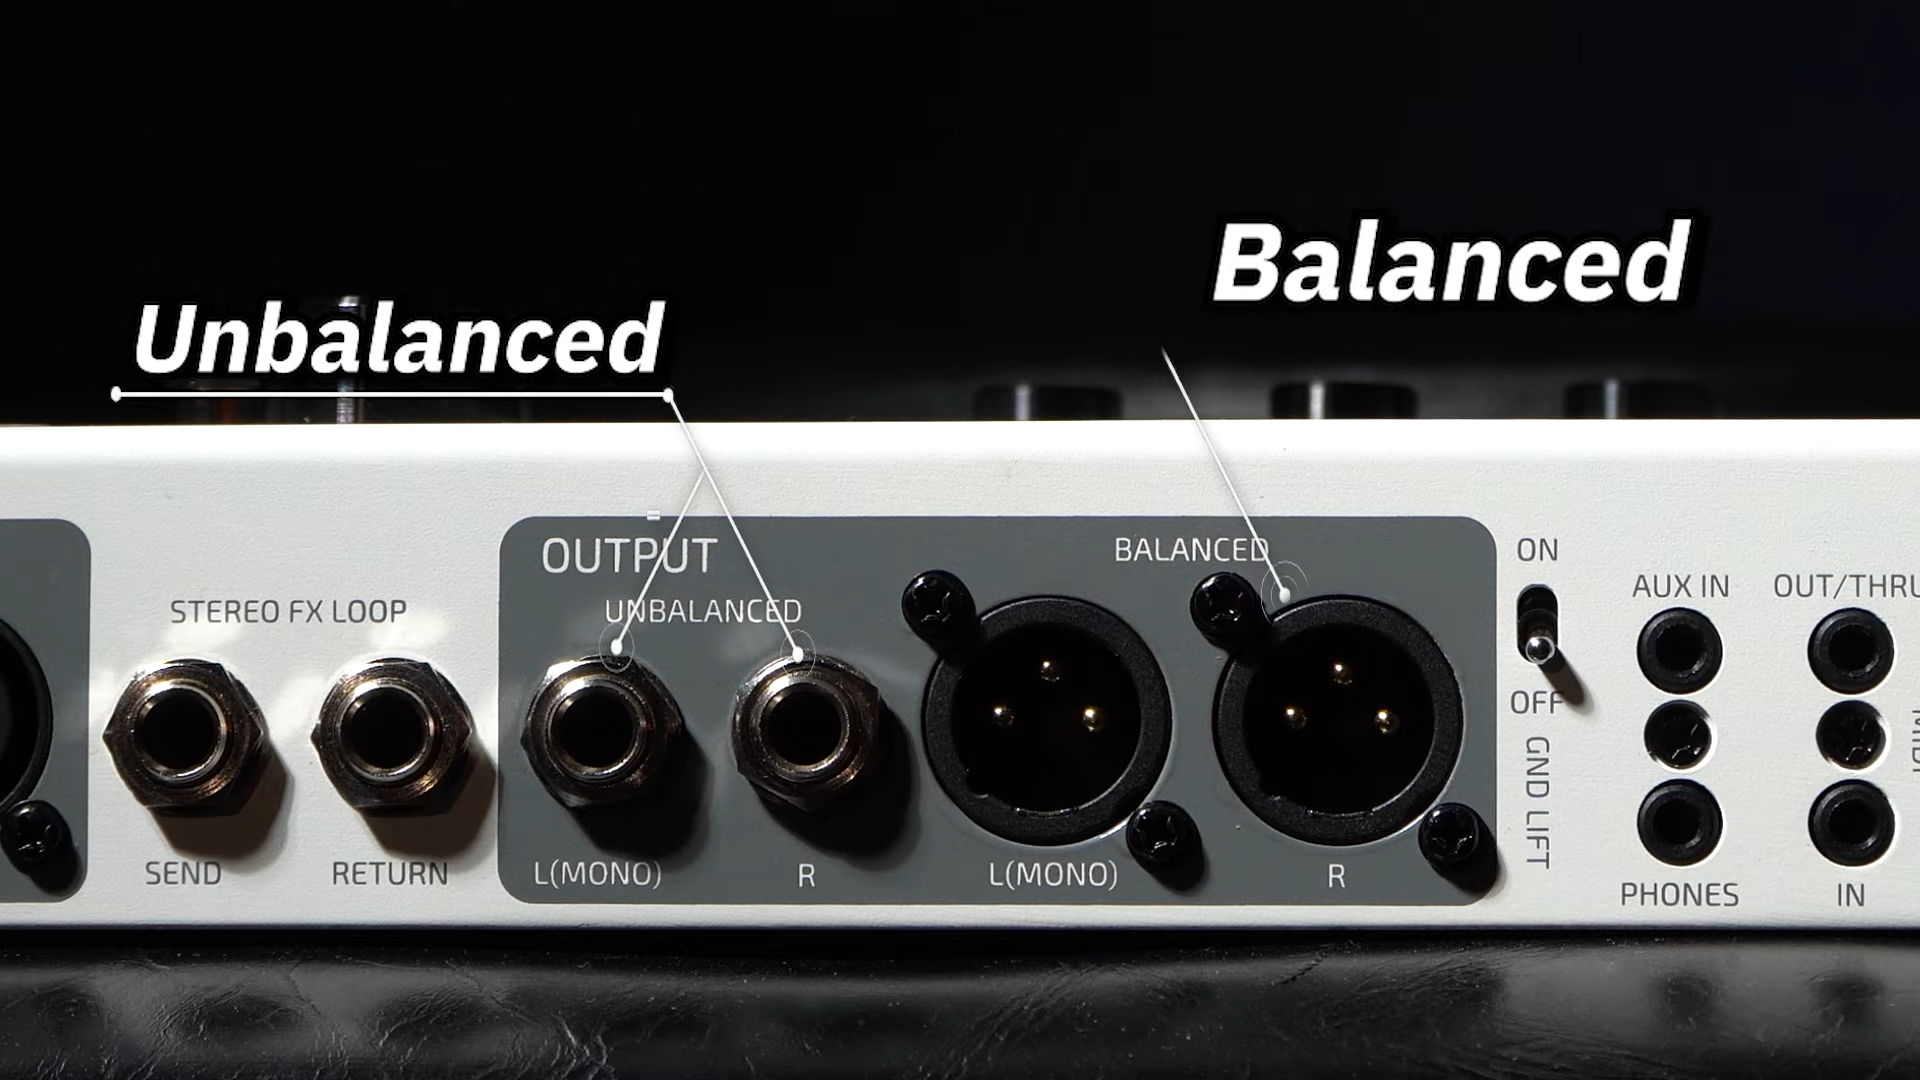 Balanced
Unbalanced
OUTPUT
BALANCED
ON
STEREO FX LOOP
UNBALANCED
AUX IN
OUT/THRU
OFF
GND LIFT
SEND
RETURN
L(MONO)
R
L(MONO)
R
PHONES
IN